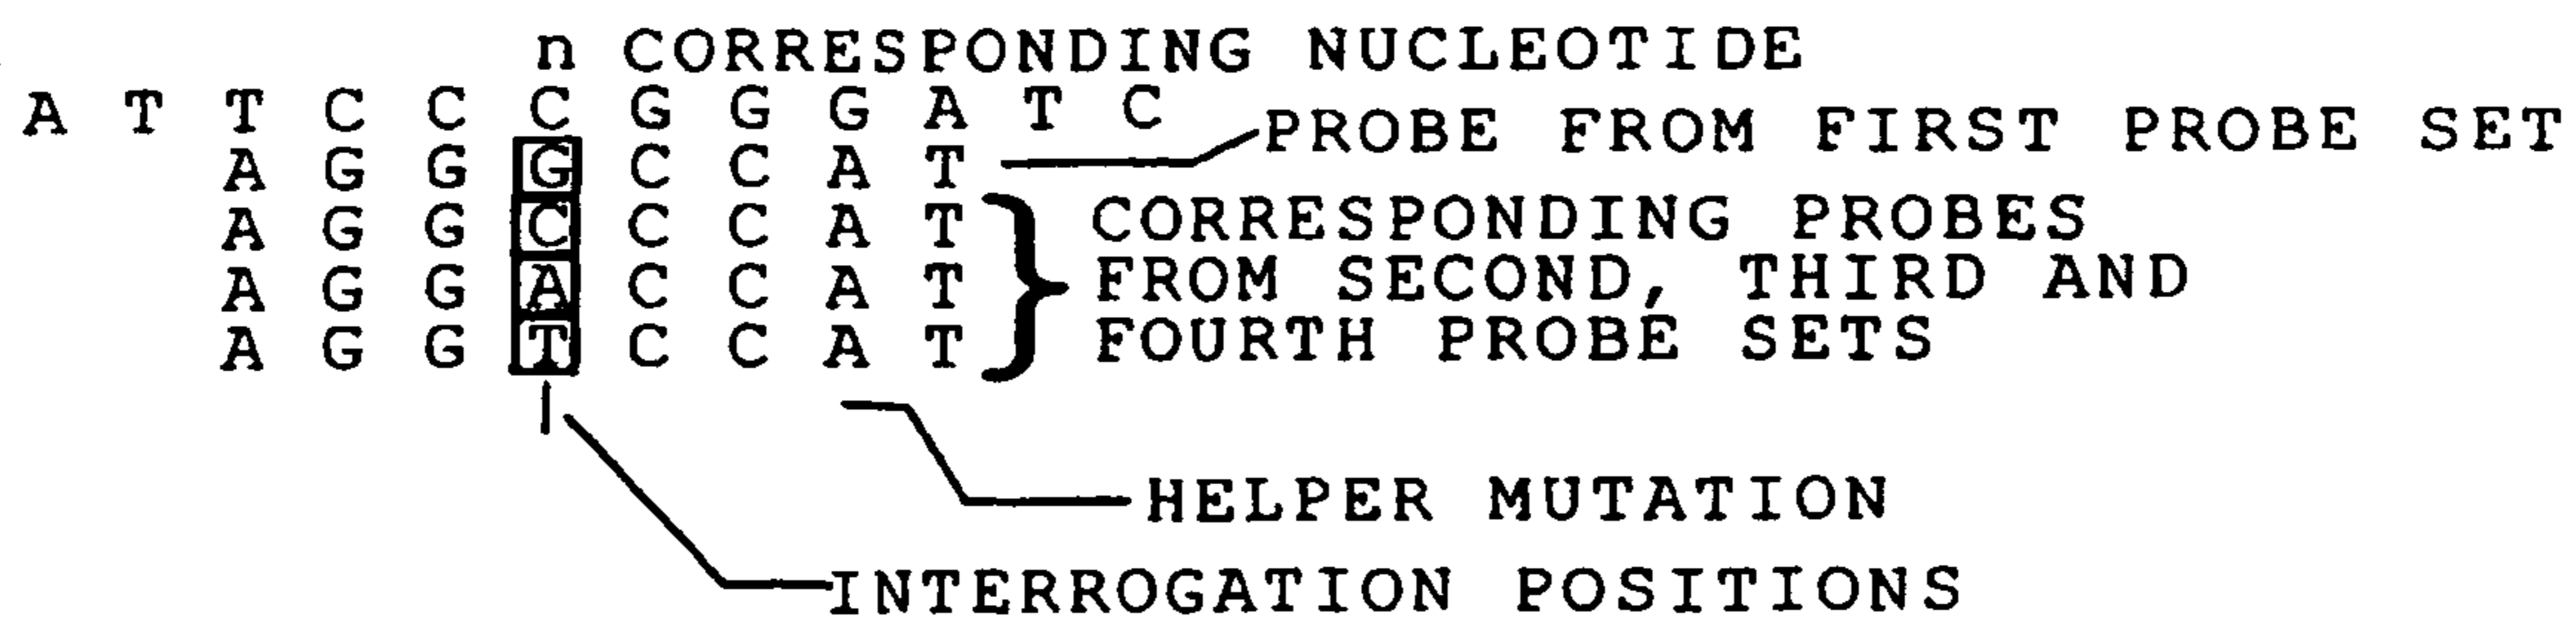 n CORRESPONDING NUCLEOTIDE
A T T C C C G G G A T C
A G G G C C A T PROBE FROM FIRST PROBE SET
A G G C C C A T CORRESPONDING PROBES
A G G A C C A T FROM SECOND, THIRD AND
A G G T C C A T FOURTH PROBE SETS
HELPER MUTATION
INTERROGATION POSITIONS